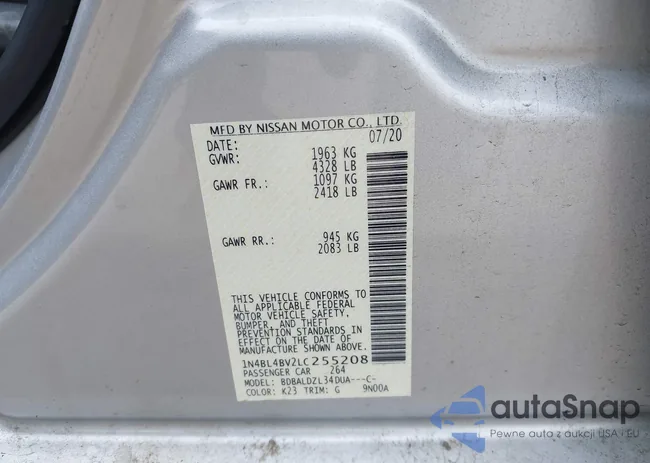 MFD BY NISSAN MOTOR CO., LTD.
DATE: 07/20
GVWR: 1963 KG
4328 LB
GAWR FR.: 1097 KG
2418 LB
GAWR RR.: 945 KG
2083 LB
THIS VEHICLE CONFORMS TO
ALL APPLICABLE FEDERAL
MOTOR VEHICLE SAFETY,
BUMPER, AND THEFT
PREVENTION STANDARDS IN
EFFECT ON THE DATE OF
MANUFACTURE SHOWN ABOVE.
1N4BL4BV2LC255208
PASSENGER CAR 264
MODEL: BDBALDZL34DUA---C-
COLOR: K23 TRIM: G 9N00A
autoSnap
Pewne auta z aukcji USA i EU